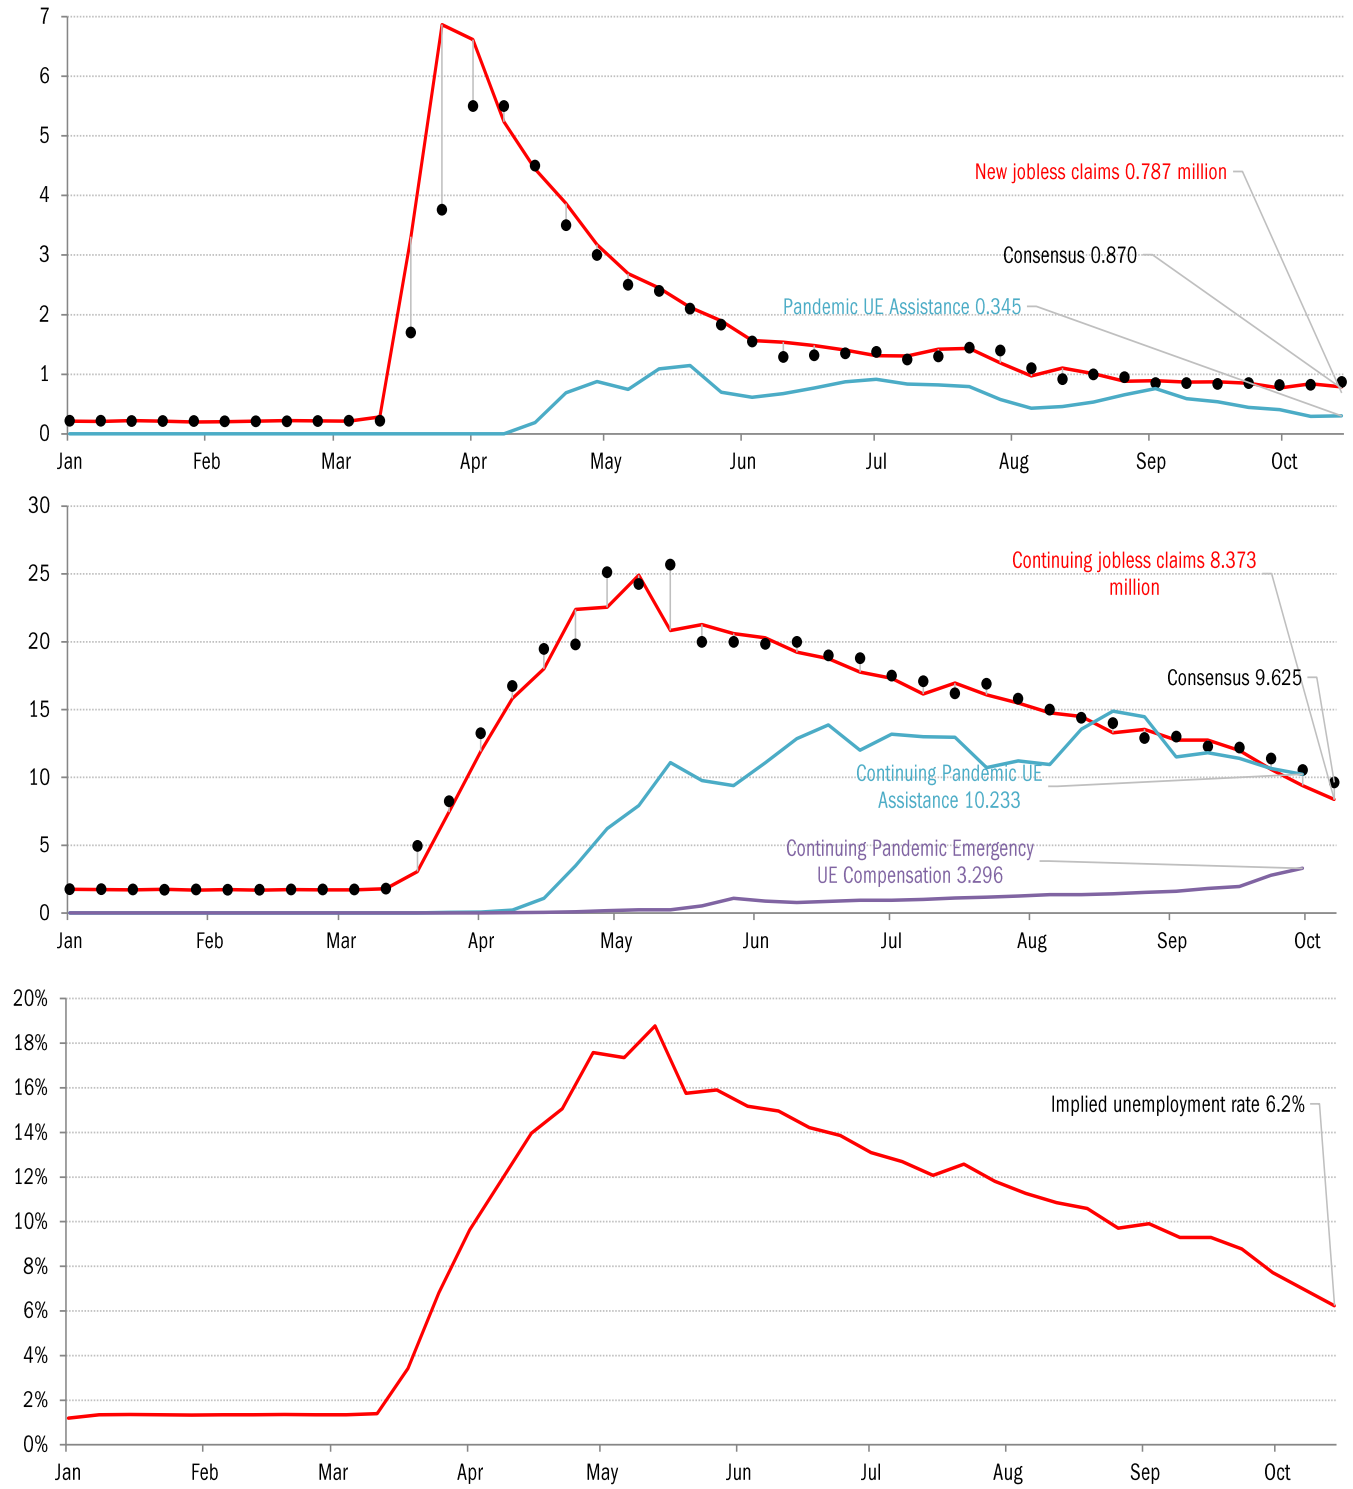 7
6
5
4
3
2
1
0
New jobless claims 0.787 million
Consensus 0.870
Pandemic UE Assistance 0.345
Jan Feb Mar Apr May Jun Jul Aug Sep Oct
30
25
20
15
10
5
0
Continuing jobless claims 8.373
million
Consensus 9.625
Continuing Pandemic UE
Assistance 10.233
Continuing Pandemic Emergency
UE Compensation 3.296
Jan Feb Mar Apr May Jun Jul Aug Sep Oct
20%
18%
16%
14%
12%
10%
8%
6%
4%
2%
0%
Implied unemployment rate 6.2%
Jan Feb Mar Apr May Jun Jul Aug Sep Oct